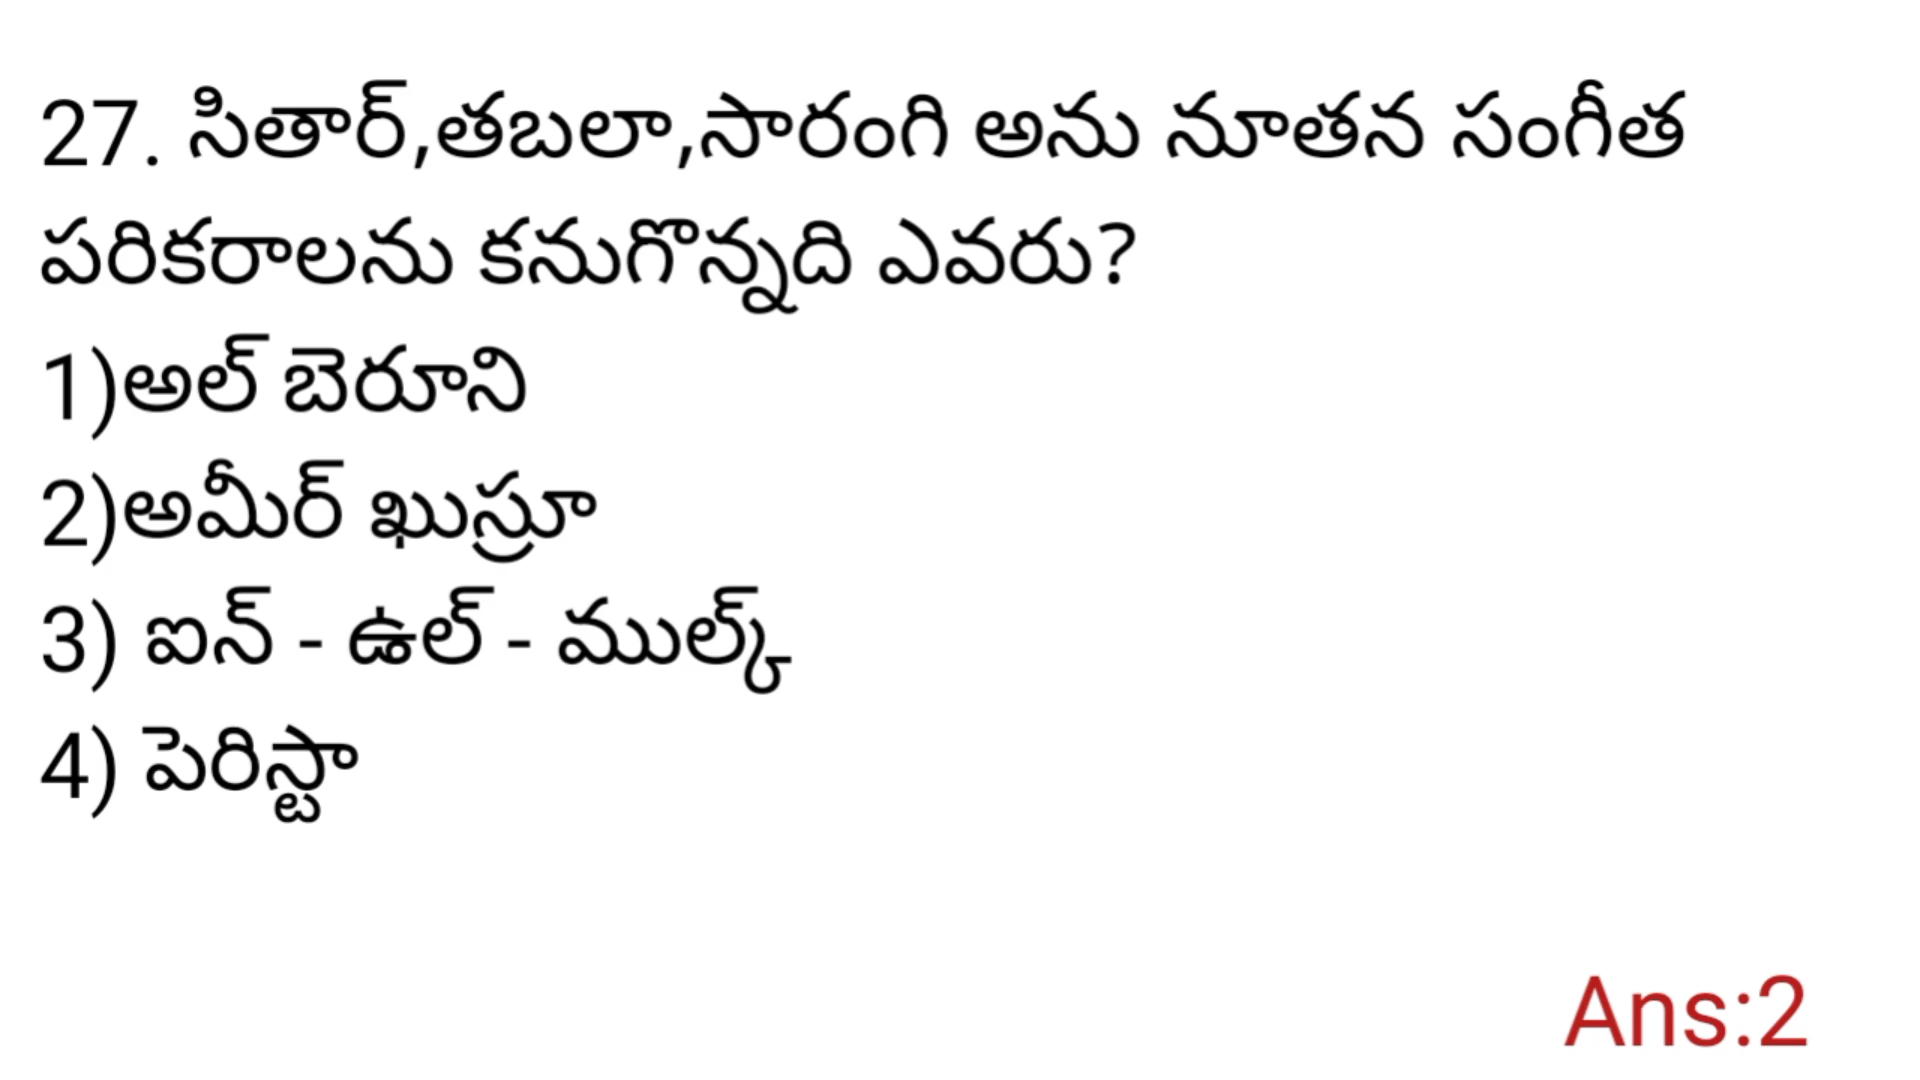 27. సితార్,తబలా,సారంగి అను నూతన సంగీత
పరికరాలను కనుగొన్నది ఎవరు?
1)అల్ బెరూని
2)అమీర్ ఖుస్రూ
3) ఐన్ - ఉల్ - ముల్క్
4) పెరిస్టా
Ans:2